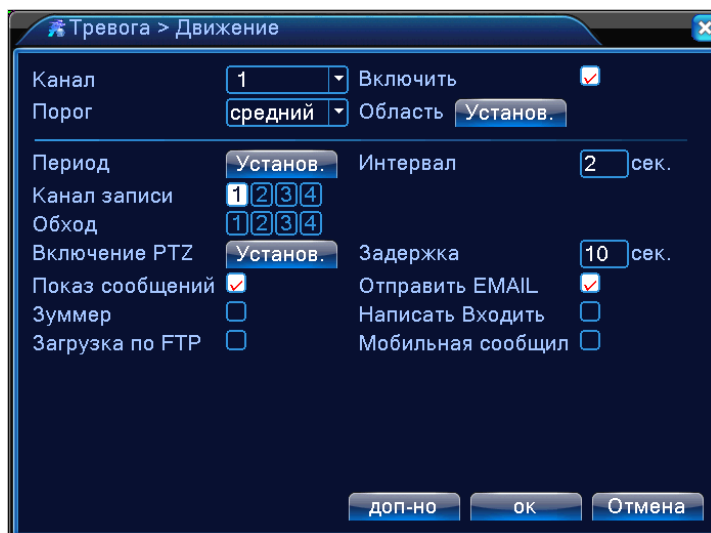 Тревога > Движение
Канал 1 Включить
Порог средний Область Установ.
Период Установ. Интервал 2 сек.
Канал записи 1 2 3 4
Обход 1 2 3 4
Включение PTZ Установ. Задержка 10 сек.
Показ сообщений Отправить EMAIL
Зуммер Написать Входить
Загрузка по FTP Мобильная сообщил
доп-но ок Отмена